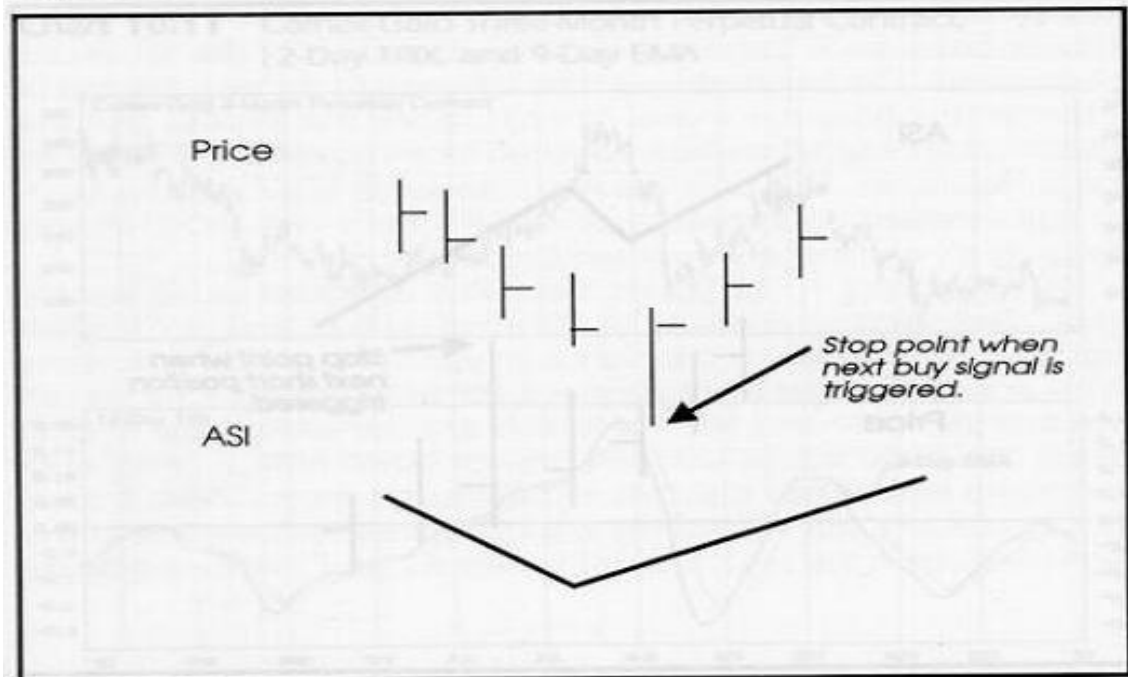 Price
Stop point when
next buy signal is
triggered.
ASI